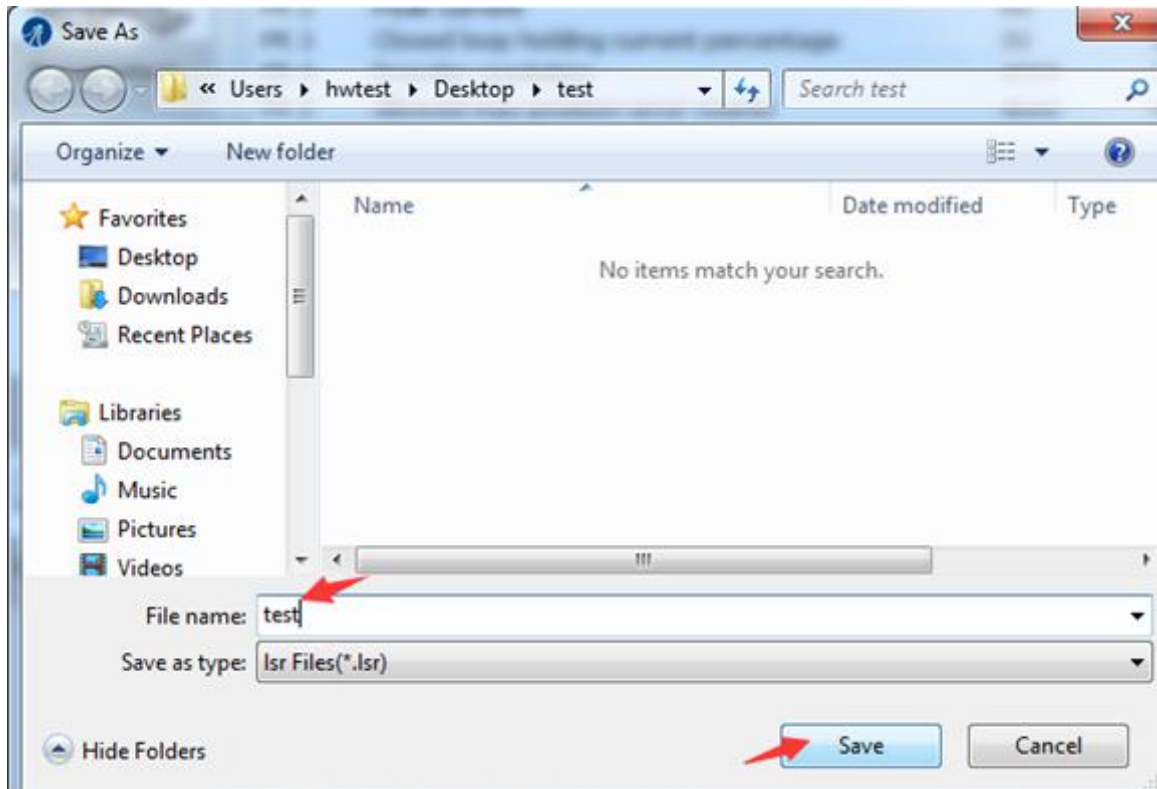 Save As
« Users ▸ hwtest ▸ Desktop ▸ test
Search test
Organize
New folder
Name
Date modified
Type
Favorites
No items match your search.
Desktop
Downloads
Recent Places
Libraries
Documents
Music
Pictures
Videos
File name: test
Save as type: lsr Files(*.lsr)
Hide Folders
Save
Cancel